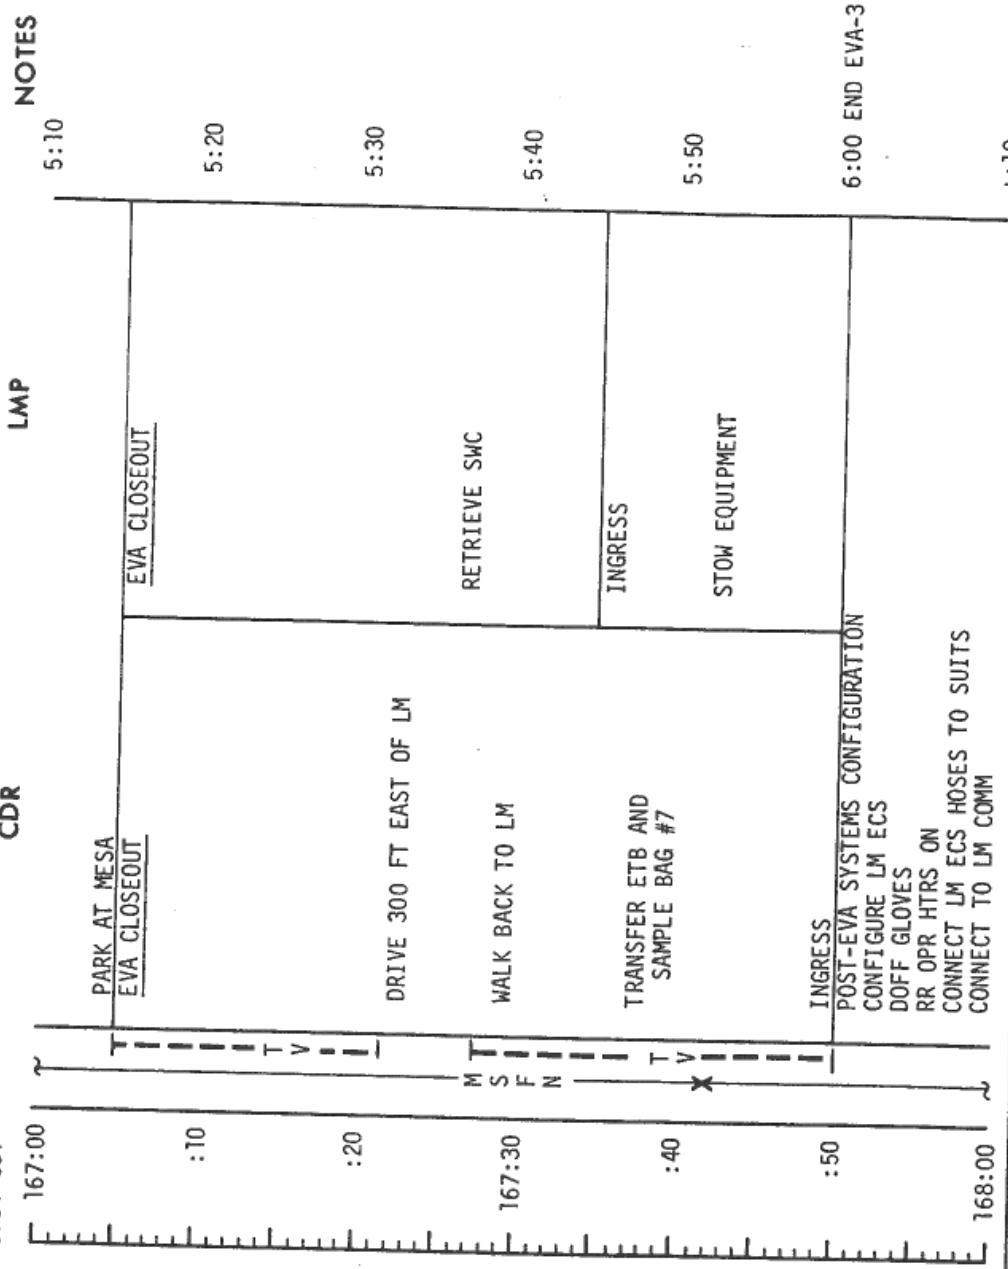 CDR
LMP
NOTES
167:00
:10
:20
167:30
:40
:50
168:00
T V
M S F N
T V
X
PARK AT MESA
EVA CLOSEOUT
DRIVE 300 FT EAST OF LM
WALK BACK TO LM
TRANSFER ETB AND
SAMPLE BAG #7
INGRESS
POST-EVA SYSTEMS CONFIGURATION
CONFIGURE LM ECS
DOFF GLOVES
RR OPR HTRS ON
CONNECT LM ECS HOSES TO SUITS
CONNECT TO LM COMM
EVA CLOSEOUT
RETRIEVE SWC
INGRESS
STOW EQUIPMENT
5:10
5:20
5:30
5:40
5:50
6:00 END EVA-3